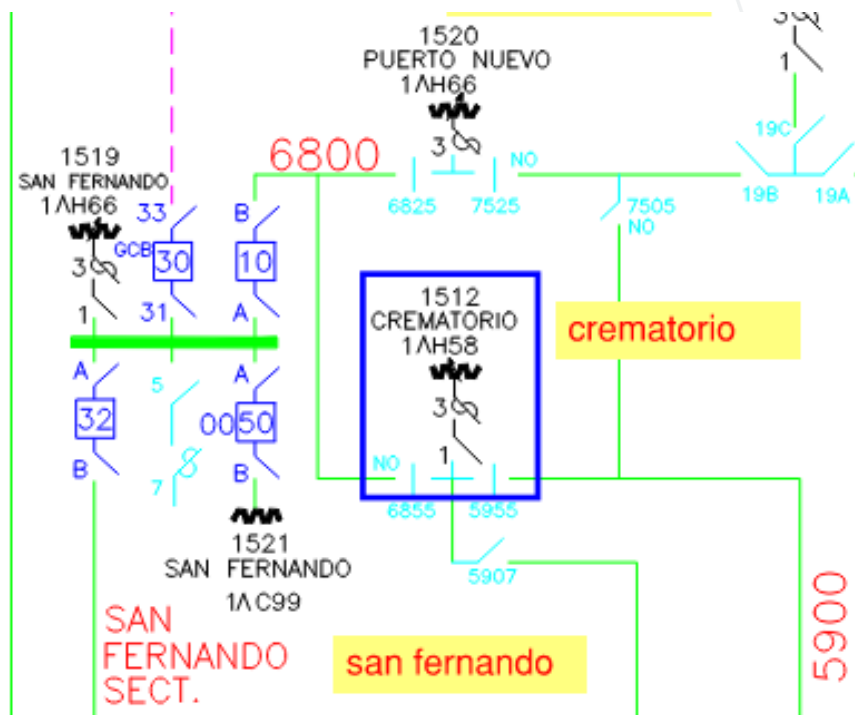 1520
PUERTO NUEVO
1ΛH66
3
3
1
1519
SAN FERNANDO
1ΛH66
3
1
6800
NO
6825
7525
19C
19B
19A
7505
NO
33
GCB
30
31
B
10
A
1512
CREMATORIO
1ΛH58
3
1
NO
6855
5955
crematorio
A
32
B
5
7
A
0050
B
1521
SAN FERNANDO
1ΛC99
5907
SAN
FERNANDO
SECT.
san fernando
5900